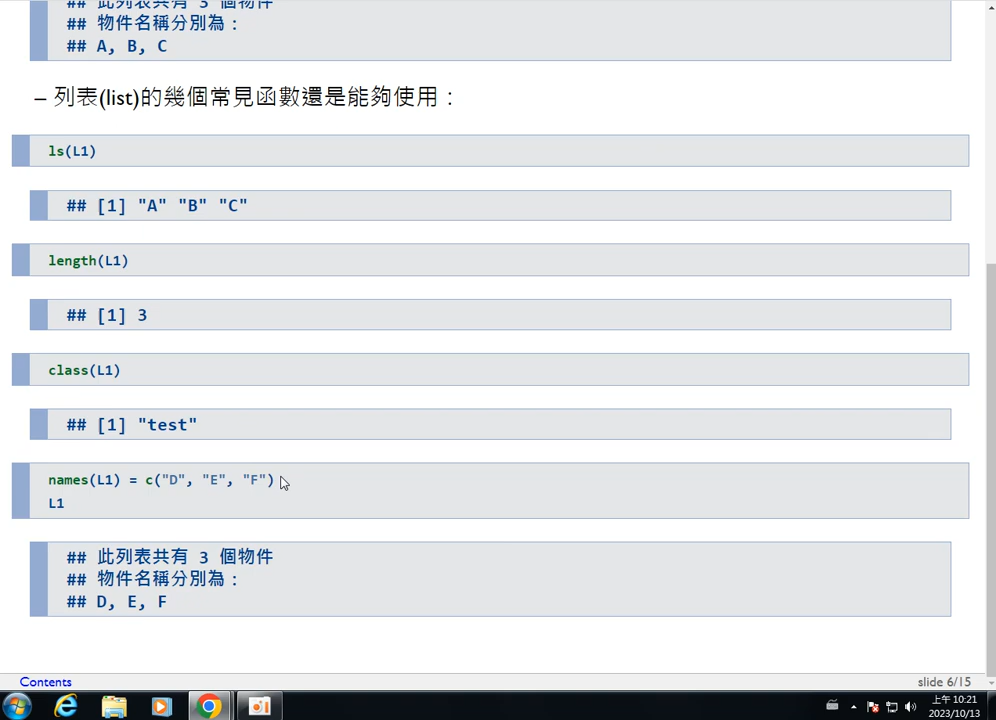 ## 此列表共有 3 個物件
## 物件名稱分別為：
## A, B, C
– 列表(list)的幾個常見函數還是能夠使用：
ls(L1)
## [1] "A" "B" "C"
length(L1)
## [1] 3
class(L1)
## [1] "test"
names(L1) = c("D", "E", "F")
L1
## 此列表共有 3 個物件
## 物件名稱分別為：
## D, E, F
Contents
slide 6/15
上午 10:21
2023/10/13